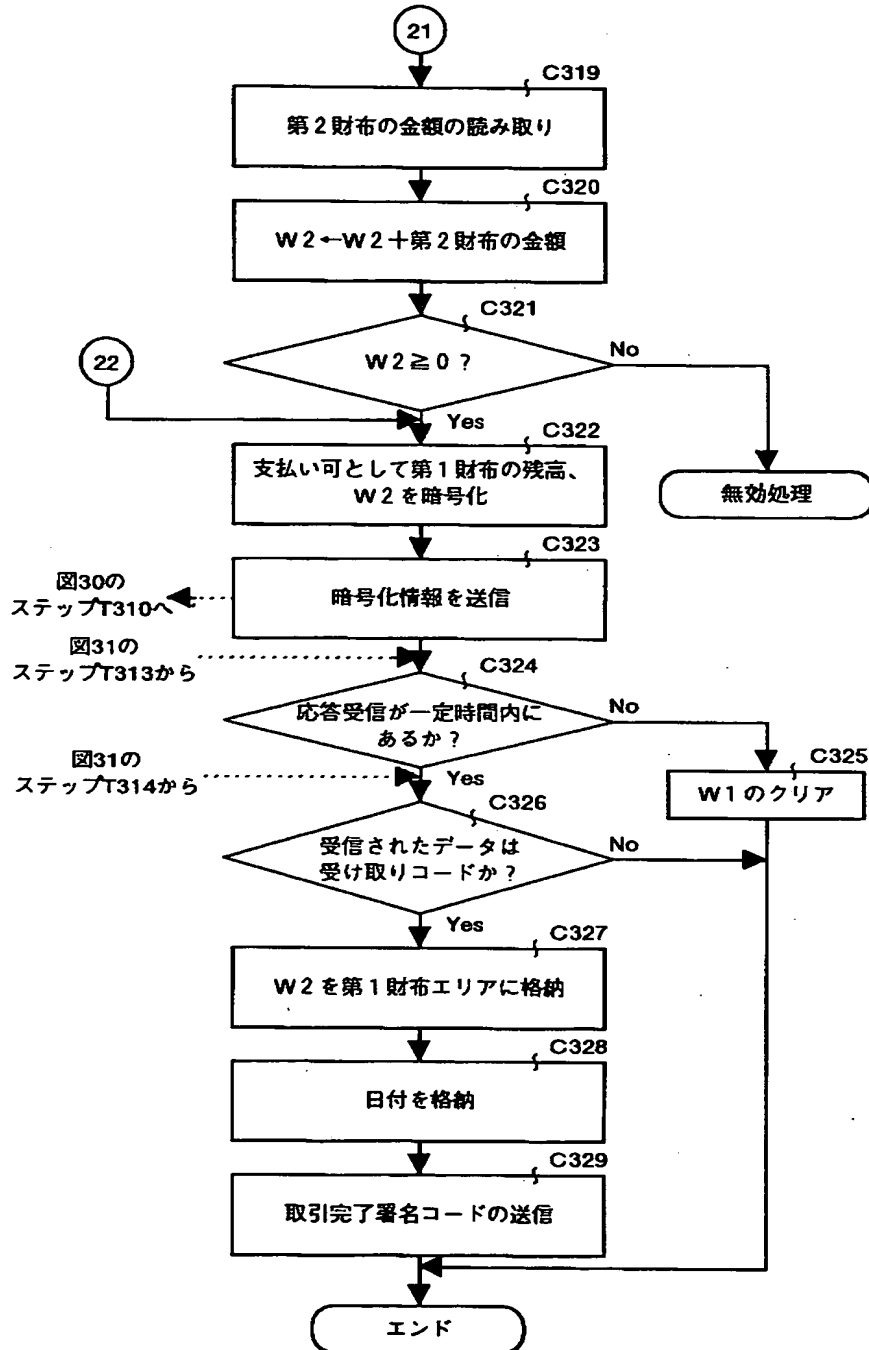 21
C319
第2財布の金額の読み取り
C320
W2←W2+第2財布の金額
C321
W2≧0?
No
22
Yes
C322
支払い可として第1財布の残高、
W2を暗号化
無効処理
C323
暗号化情報を送信
図30の
ステップT310へ
図31の
ステップT313から
C324
応答受信が一定時間内に
あるか?
No
C325
W1のクリア
図31の
ステップT314から
Yes
C326
受信されたデータは
受け取りコードか?
No
Yes
C327
W2を第1財布エリアに格納
C328
日付を格納
C329
取引完了署名コードの送信
エンド